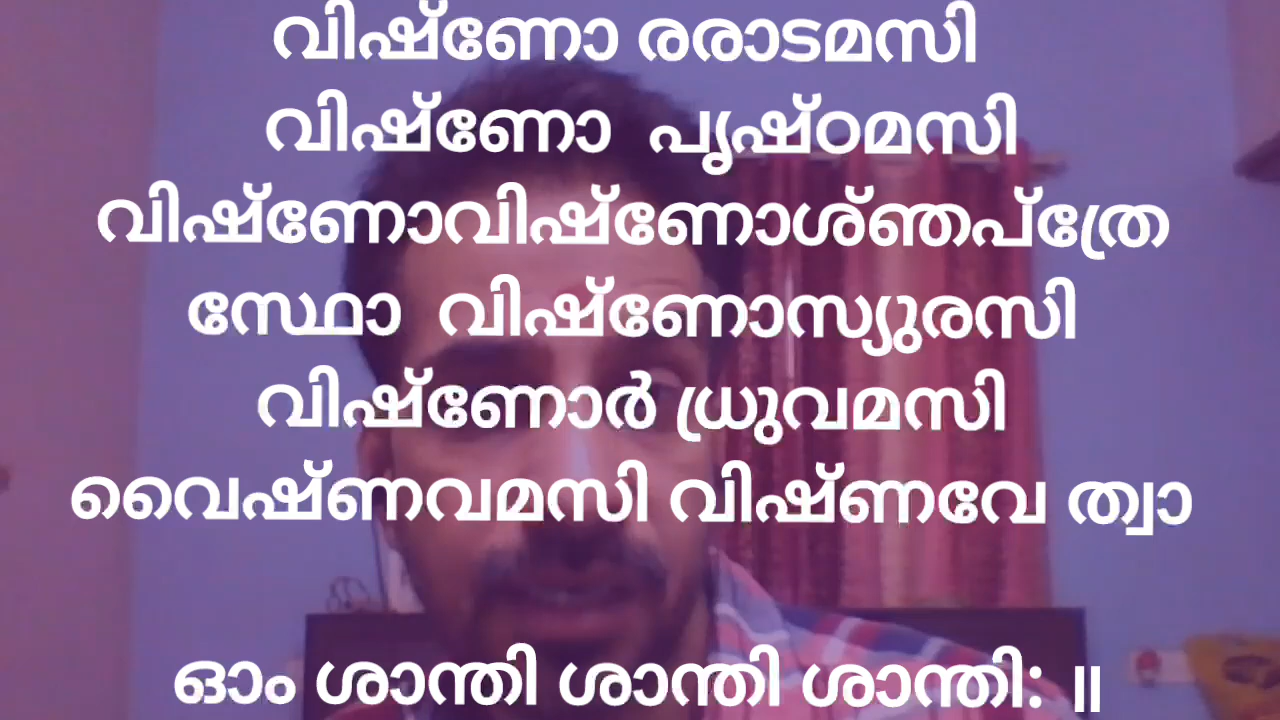 വിഷ്ണോ രരാടമസി
വിഷ്ണോ പൃഷ്ഠമസി
വിഷ്ണോവിഷ്ണോശ്ഞപ്ത്രേ
സ്ഥോ വിഷ്ണോസ്യുരസി
വിഷ്ണോർ ധ്രുവമസി
വൈഷ്ണവമസി വിഷ്ണവേ ത്വാ
ഓം ശാന്തി ശാന്തി ശാന്തി: ॥